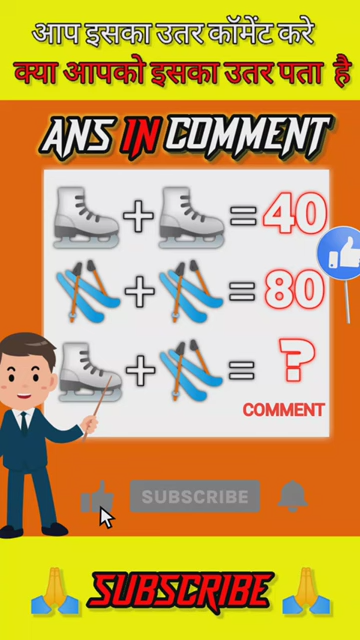 आप इसका उतर कॉमेंट करे
क्या आपको इसका उतर पता है
ANS IN COMMENT
+ = 40
+ = 80
+ = ?
COMMENT
SUBSCRIBE
SUBSCRIBE